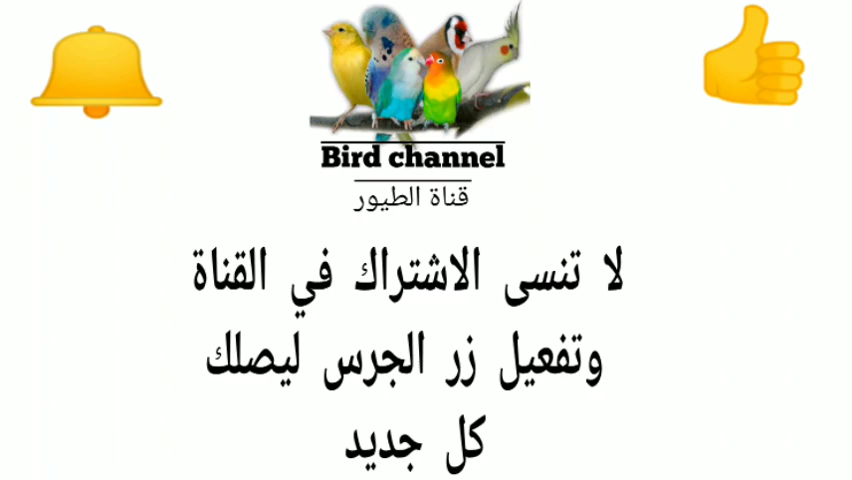 Bird channel
قناة الطيور
لا تنسى الاشتراك في القناة
وتفعيل زر الجرس ليصلك
كل جديد